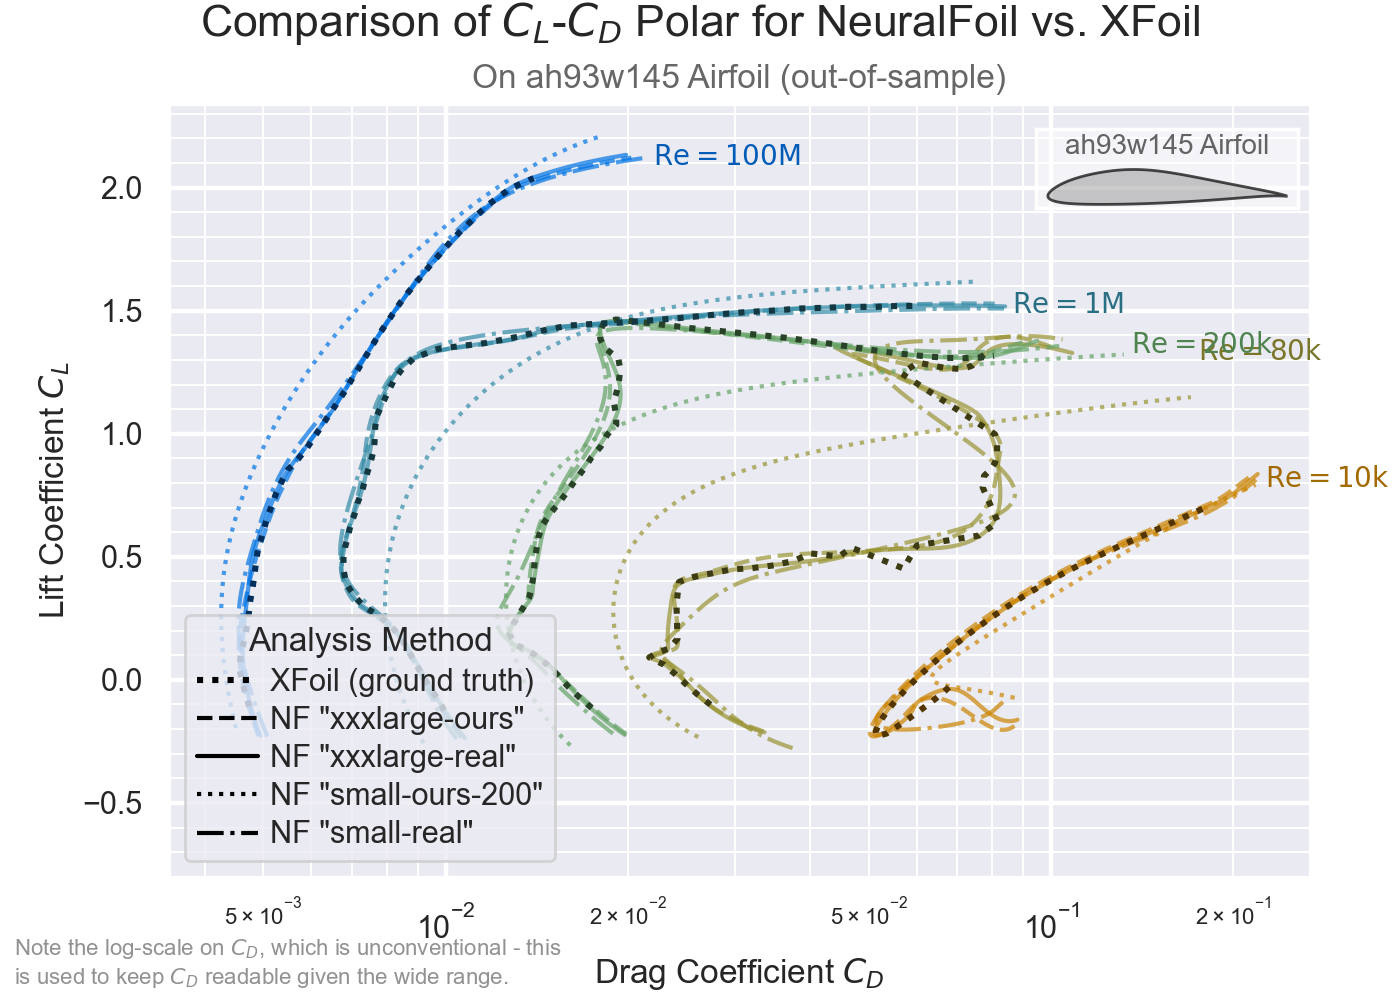 Comparison of C_L-C_D Polar for NeuralFoil vs. XFoil
On ah93w145 Airfoil (out-of-sample)
ah93w145 Airfoil
Re = 100M
Re = 1M
Re = 200k
Re = 80k
Re = 10k
Lift Coefficient C_L
2.0
1.5
1.0
0.5
0.0
−0.5
Analysis Method
XFoil (ground truth)
NF "xxxlarge-ours"
NF "xxxlarge-real"
NF "small-ours-200"
NF "small-real"
5 × 10⁻³
10⁻²
2 × 10⁻²
5 × 10⁻²
10⁻¹
2 × 10⁻¹
Drag Coefficient C_D
Note the log-scale on C_D, which is unconventional - this
is used to keep C_D readable given the wide range.